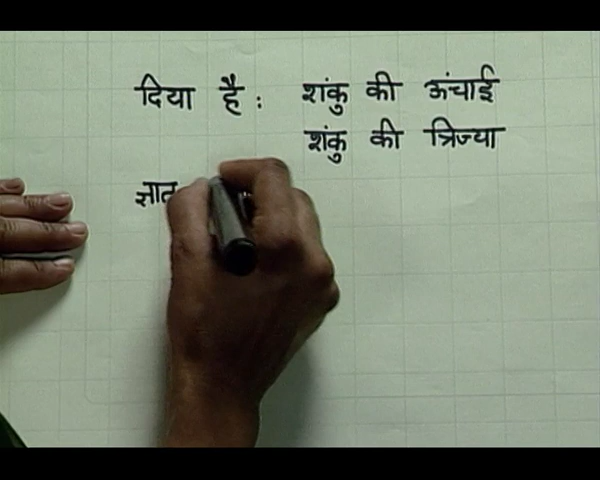 दिया है : शंकु की ऊंचाई
शंकु की त्रिज्या
ज्ञात